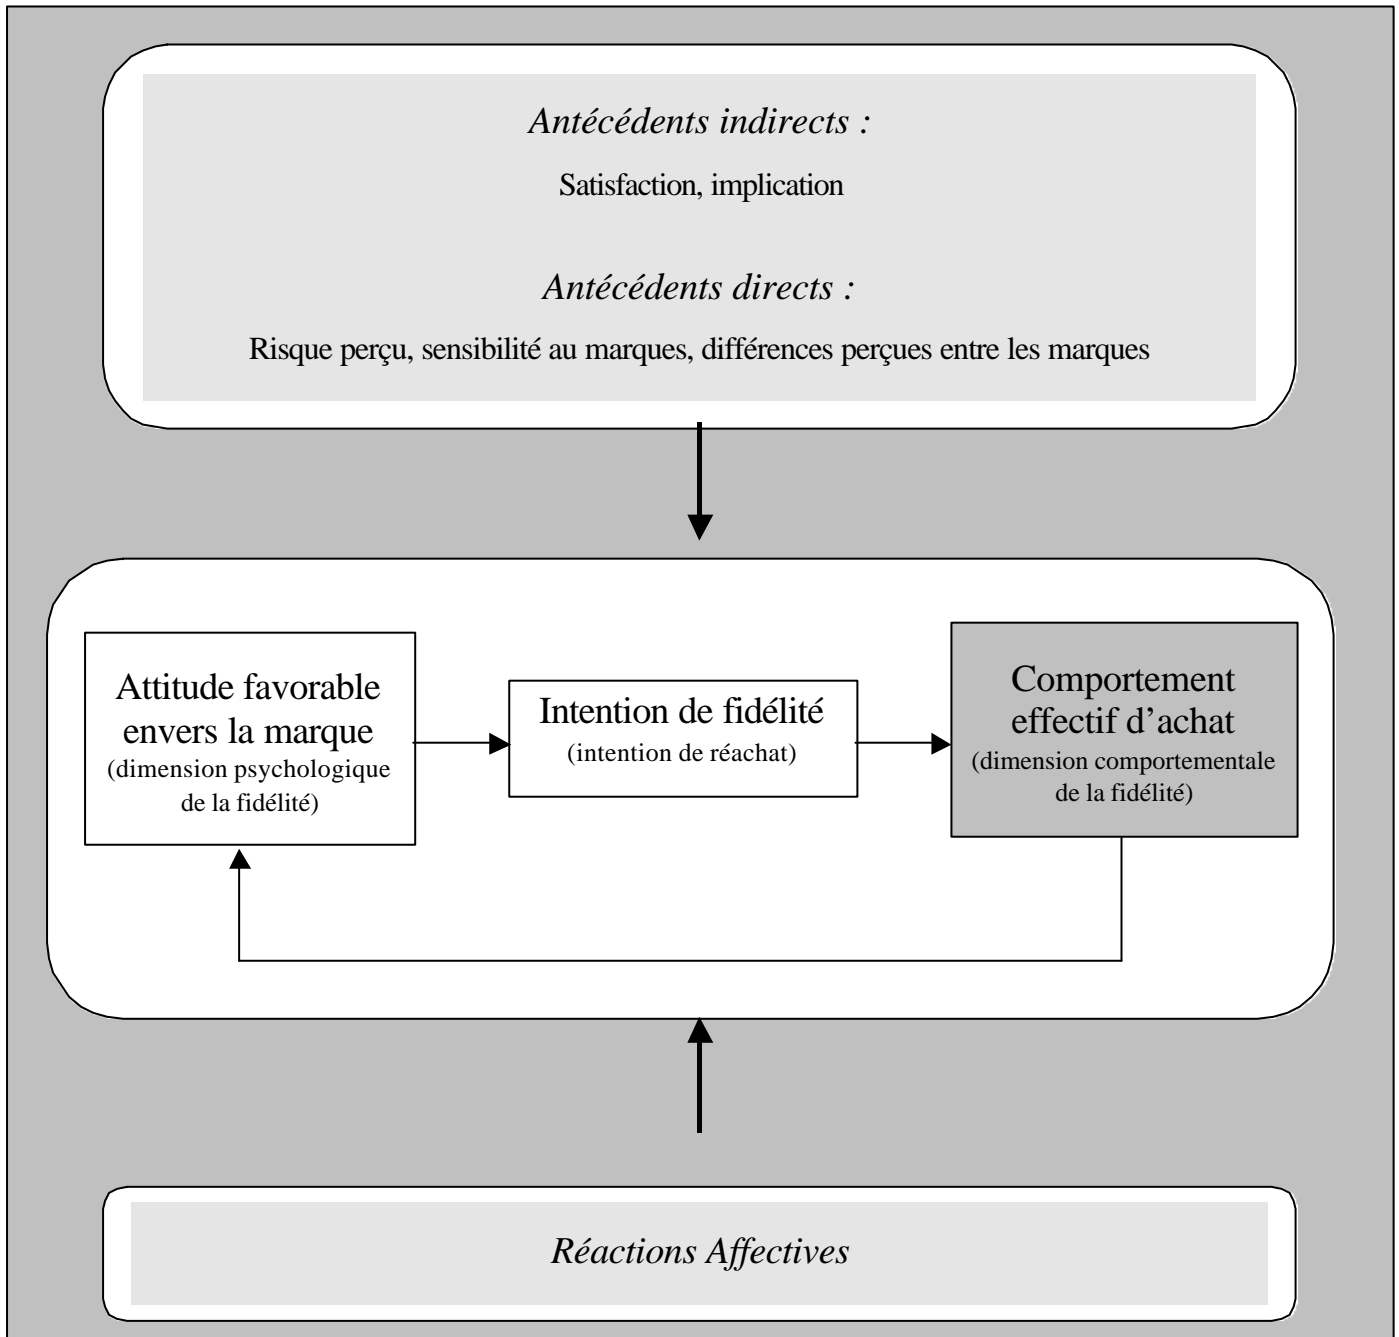 Antécédents indirects :
Satisfaction, implication
Antécédents directs :
Risque perçu, sensibilité au marques, différences perçues entre les marques
Attitude favorable
envers la marque
(dimension psychologique
de la fidélité)
Intention de fidélité
(intention de réachat)
Comportement
effectif d’achat
(dimension comportementale
de la fidélité)
Réactions Affectives